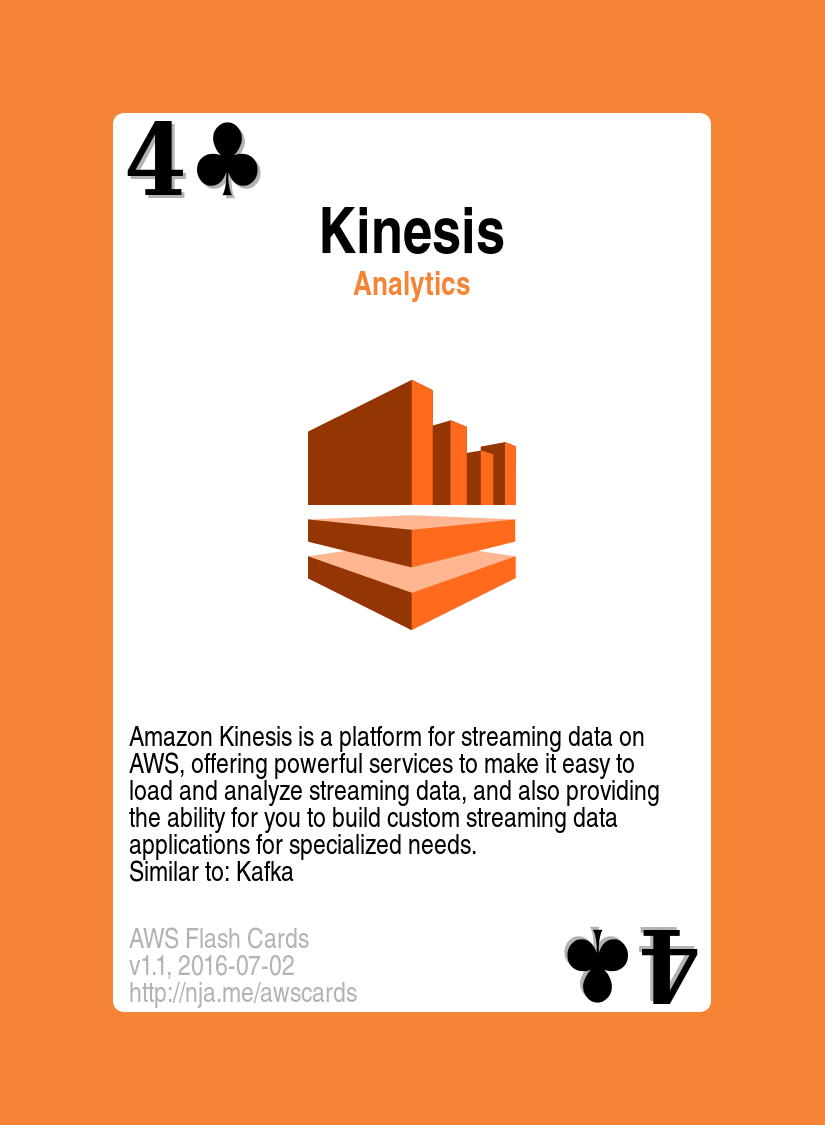 4♣
Kinesis
Analytics
Amazon Kinesis is a platform for streaming data on
AWS, offering powerful services to make it easy to
load and analyze streaming data, and also providing
the ability for you to build custom streaming data
applications for specialized needs.
Similar to: Kafka
AWS Flash Cards
v1.1, 2016-07-02
http://nja.me/awscards
4♣